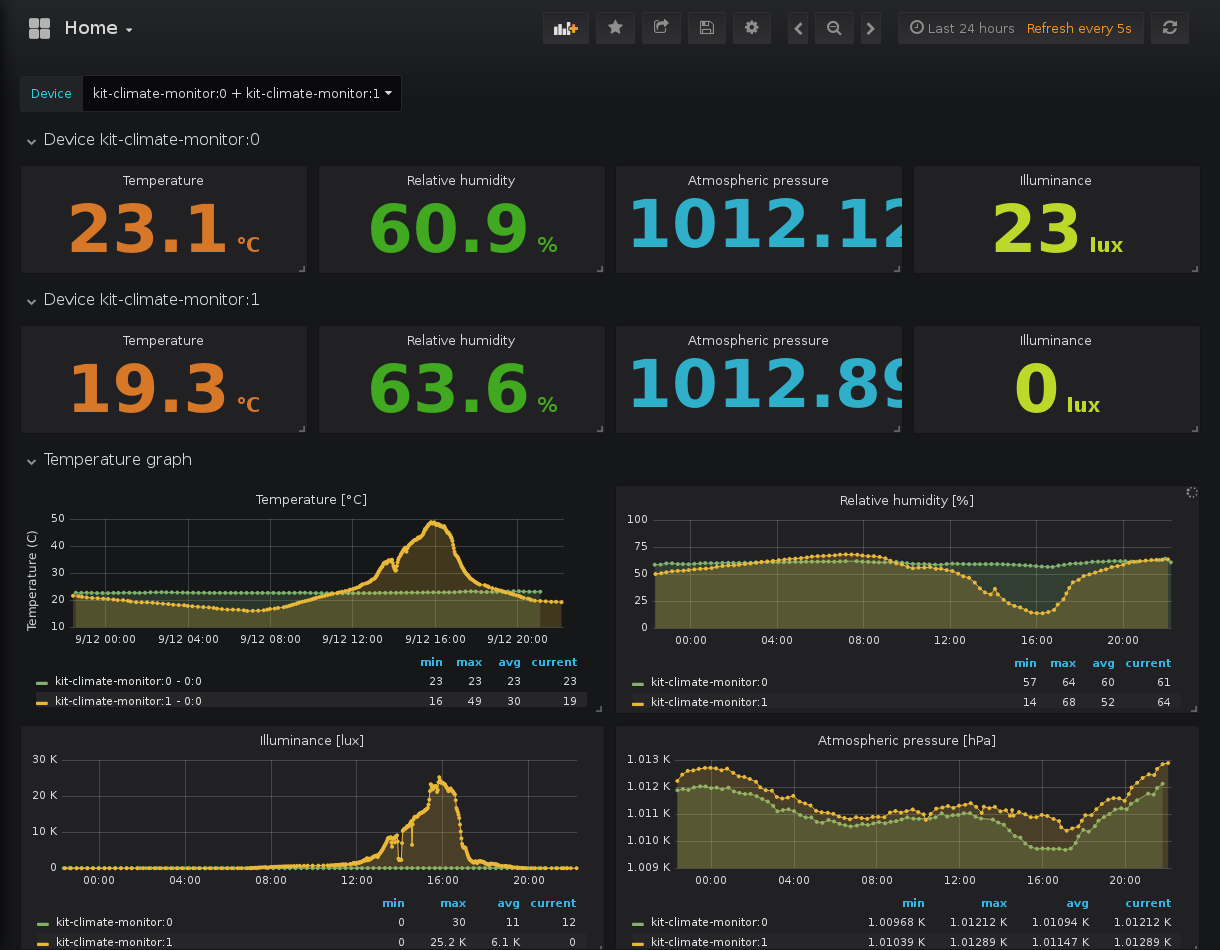 Home
Last 24 hours Refresh every 5s
Device kit-climate-monitor:0 + kit-climate-monitor:1
Device kit-climate-monitor:0
Temperature Relative humidity Atmospheric pressure Illuminance
23.1 °C 60.9 % 1012.12 23 lux
Device kit-climate-monitor:1
Temperature Relative humidity Atmospheric pressure Illuminance
19.3 °C 63.6 % 1012.89 0 lux
Temperature graph
Temperature [°C]
Temperature (C)
50
40
30
20
10
9/12 00:00 9/12 04:00 9/12 08:00 9/12 12:00 9/12 16:00 9/12 20:00
min max avg current
kit-climate-monitor:0 - 0:0 23 23 23 23
kit-climate-monitor:1 - 0:0 16 49 30 19
Relative humidity [%]
100
75
50
25
0
00:00 04:00 08:00 12:00 16:00 20:00
min max avg current
kit-climate-monitor:0 57 64 60 61
kit-climate-monitor:1 14 68 52 64
Illuminance [lux]
30 K
20 K
10 K
0
00:00 04:00 08:00 12:00 16:00 20:00
min max avg current
kit-climate-monitor:0 0 30 11 12
kit-climate-monitor:1 0 25.2 K 6.1 K 0
Atmospheric pressure [hPa]
1.013 K
1.012 K
1.011 K
1.010 K
1.009 K
00:00 04:00 08:00 12:00 16:00 20:00
min max avg current
kit-climate-monitor:0 1.00968 K 1.01212 K 1.01094 K 1.01212 K
kit-climate-monitor:1 1.01039 K 1.01289 K 1.01147 K 1.01289 K